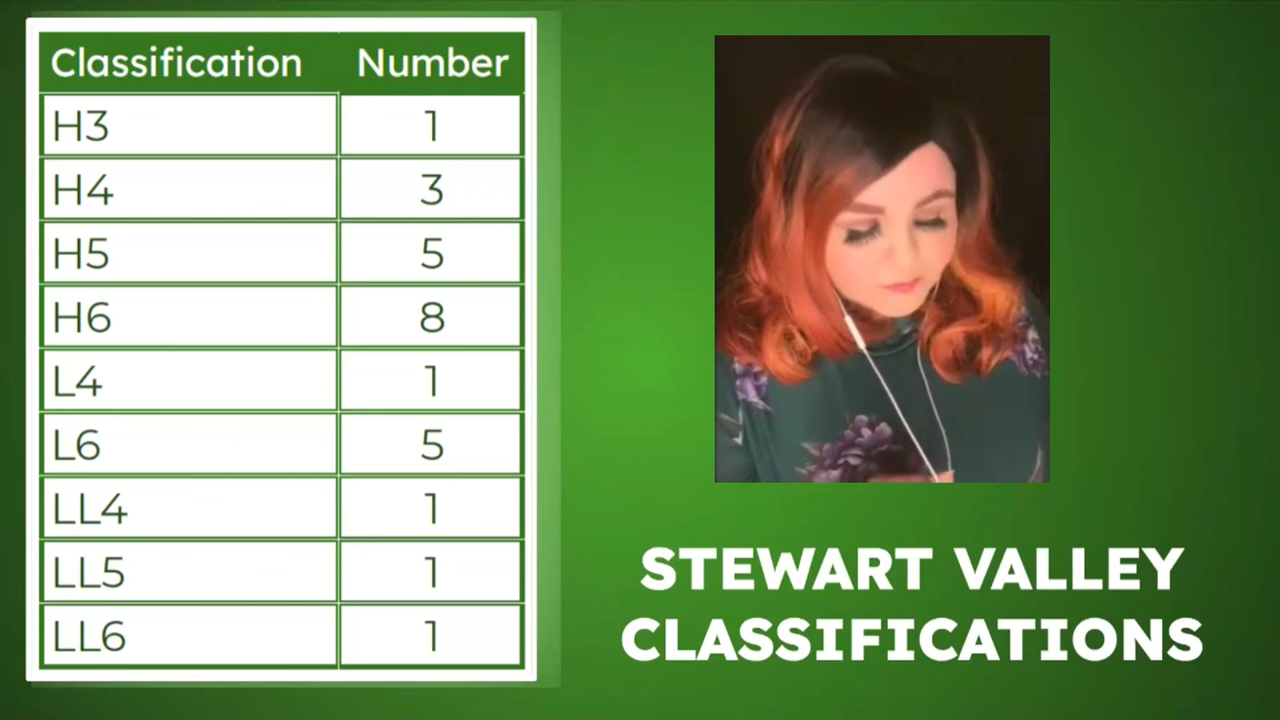 Classification Number
H3 1
H4 3
H5 5
H6 8
L4 1
L6 5
LL4 1
LL5 1
LL6 1
STEWART VALLEY
CLASSIFICATIONS